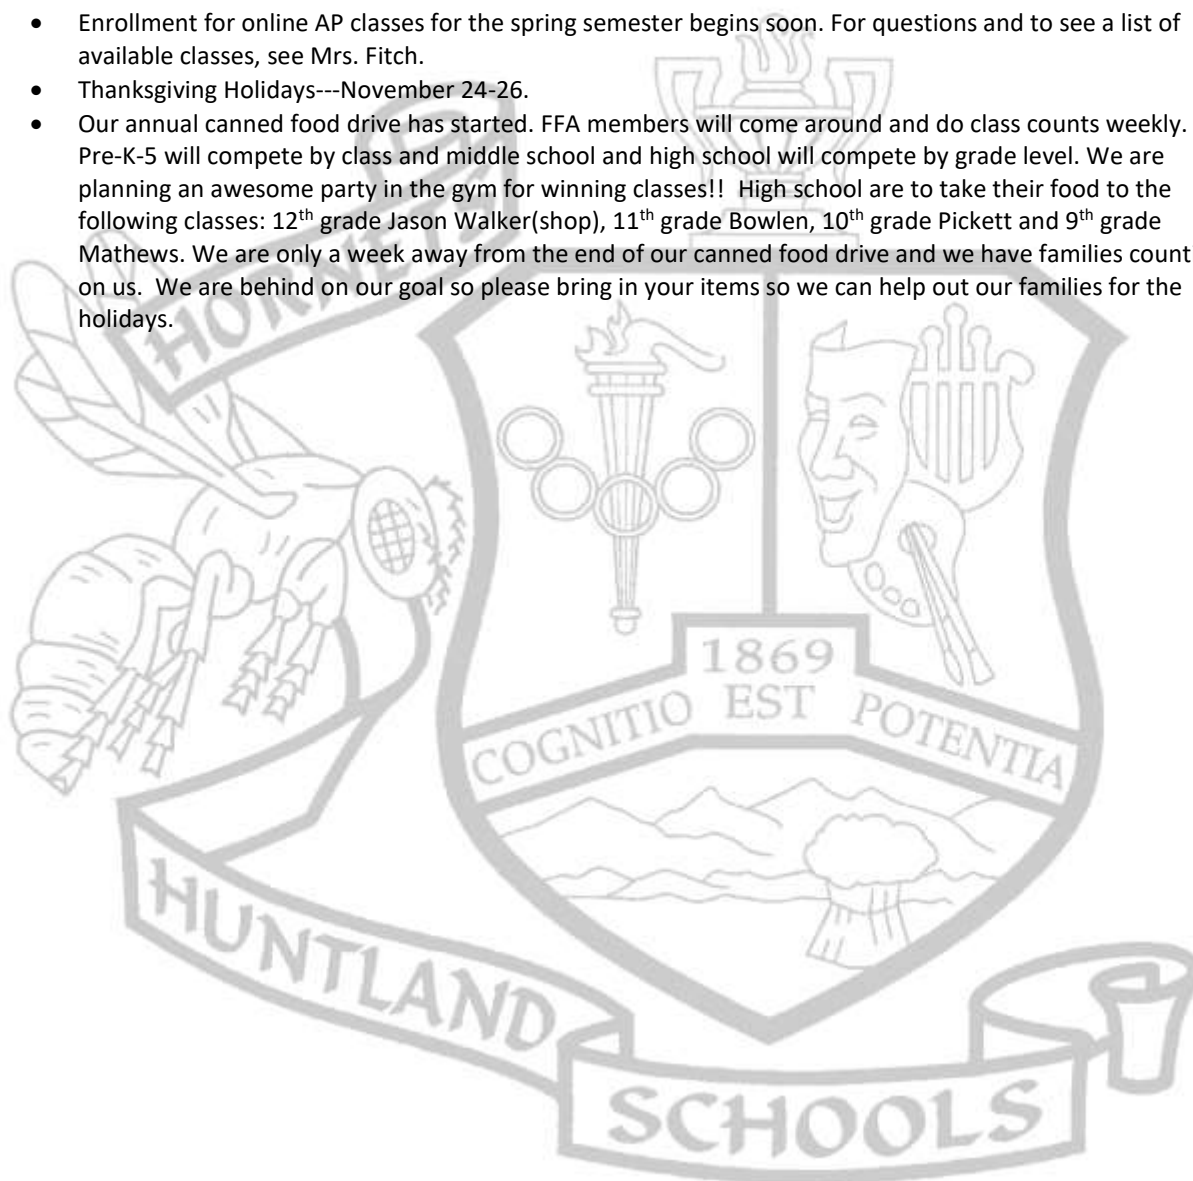 • Enrollment for online AP classes for the spring semester begins soon. For questions and to see a list of
available classes, see Mrs. Fitch.
• Thanksgiving Holidays---November 24-26.
• Our annual canned food drive has started. FFA members will come around and do class counts weekly.
Pre-K-5 will compete by class and middle school and high school will compete by grade level. We are
planning an awesome party in the gym for winning classes!!  High school are to take their food to the
following classes: 12th grade Jason Walker(shop), 11th grade Bowlen, 10th grade Pickett and 9th grade
Mathews. We are only a week away from the end of our canned food drive and we have families count
on us.  We are behind on our goal so please bring in your items so we can help out our families for the
holidays.
HORNETS
1869
COGNITIO EST POTENTIA
HUNTLAND
SCHOOLS